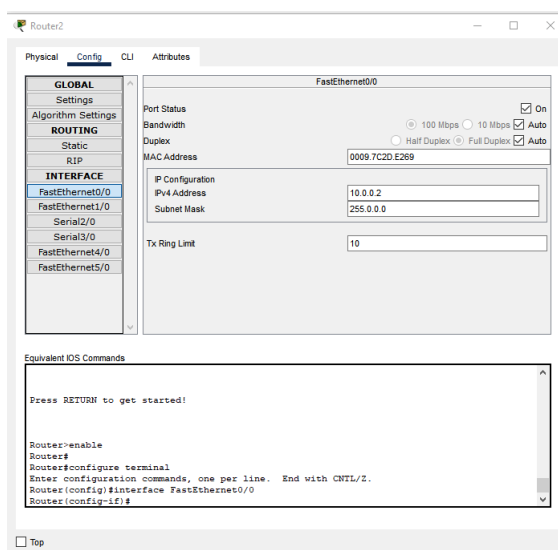 Router2
Physical Config CLI Attributes
GLOBAL
Settings
Algorithm Settings
ROUTING
Static
RIP
INTERFACE
FastEthernet0/0
FastEthernet1/0
Serial2/0
Serial3/0
FastEthernet4/0
FastEthernet5/0
FastEthernet0/0
Port Status On
Bandwidth 100 Mbps 10 Mbps Auto
Duplex Half Duplex Full Duplex Auto
MAC Address 0009.7C2D.E269
IP Configuration
IPv4 Address 10.0.0.2
Subnet Mask 255.0.0.0
Tx Ring Limit 10
Equivalent IOS Commands
Press RETURN to get started!
Router>enable
Router#
Router#configure terminal
Enter configuration commands, one per line. End with CNTL/Z.
Router(config)#interface FastEthernet0/0
Router(config-if)#
Top